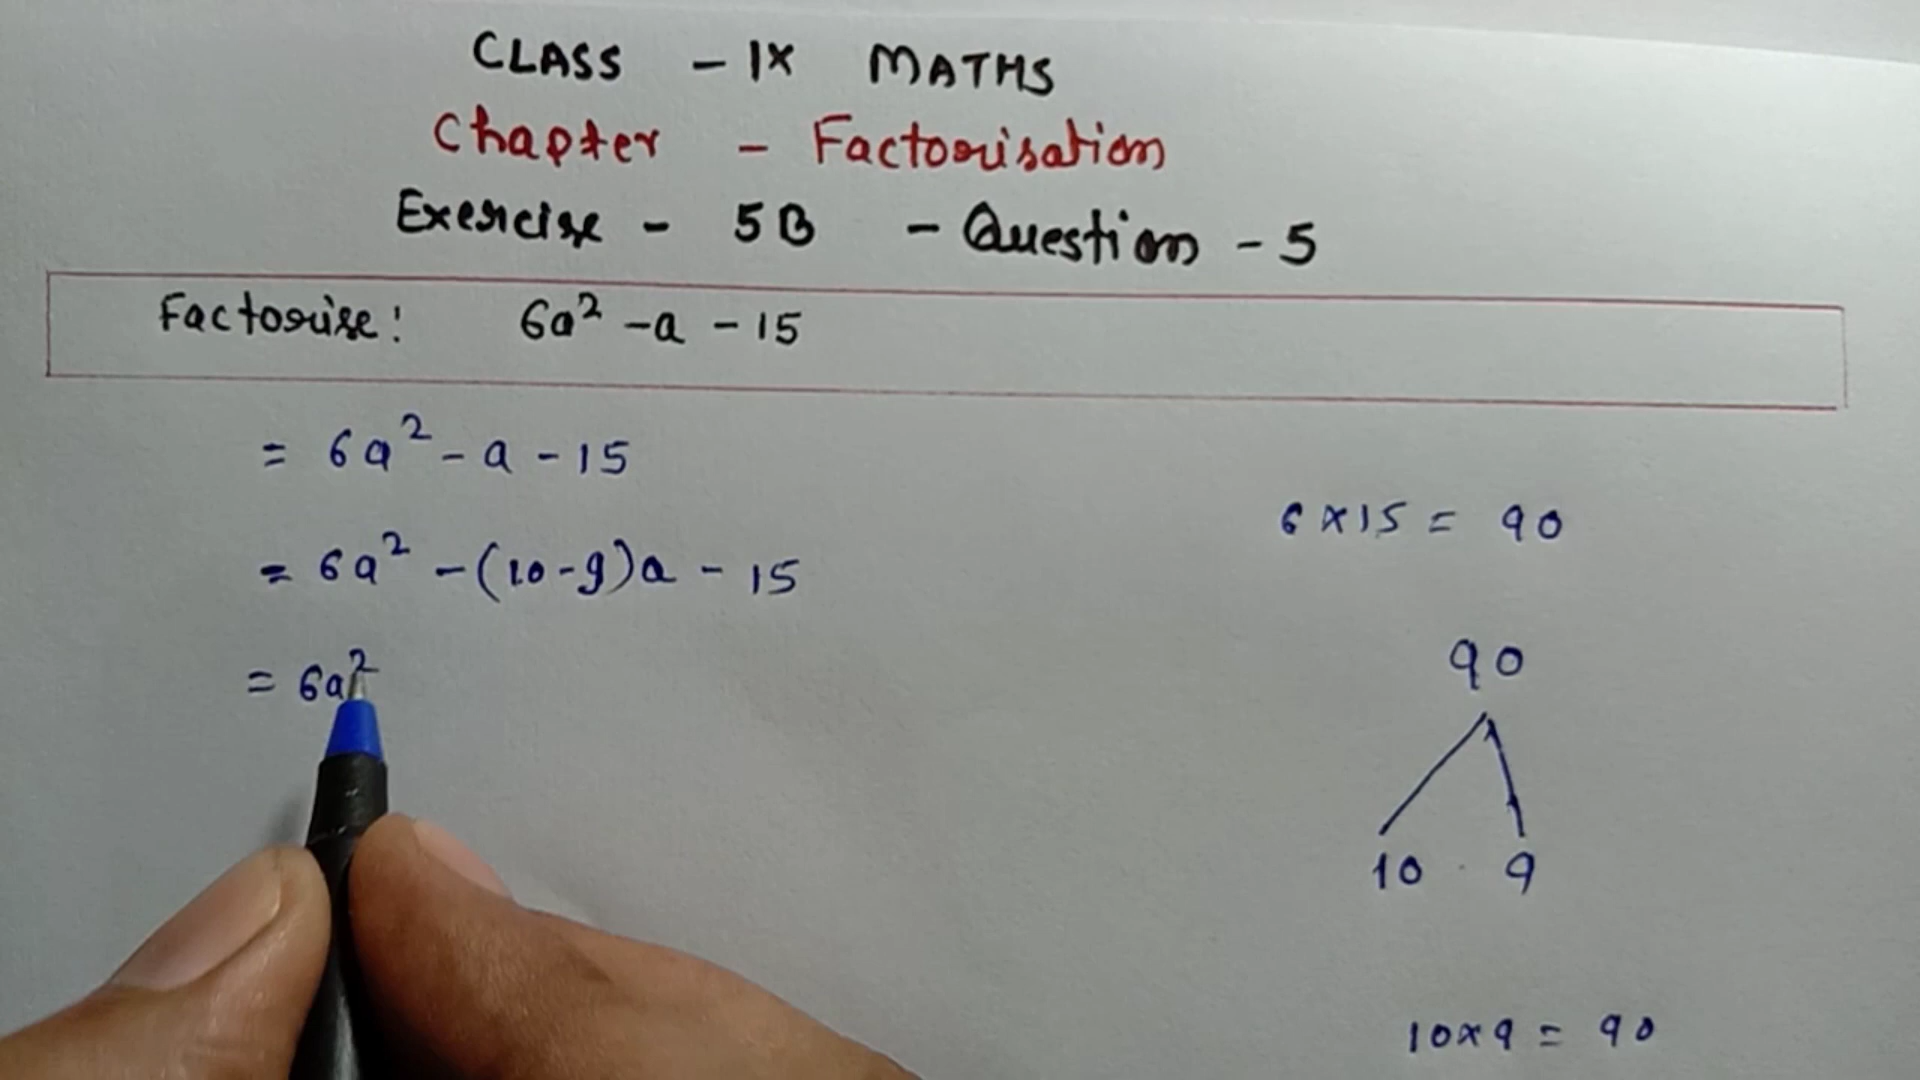 CLASS - IX MATHS
Chapter - Factorisation
Exercise - 5B - Question - 5
Factorise: 6a² - a - 15
= 6a² - a - 15
= 6a² - (10-9)a - 15
= 6a²
6 × 15 = 90
90
10 9
10 × 9 = 90